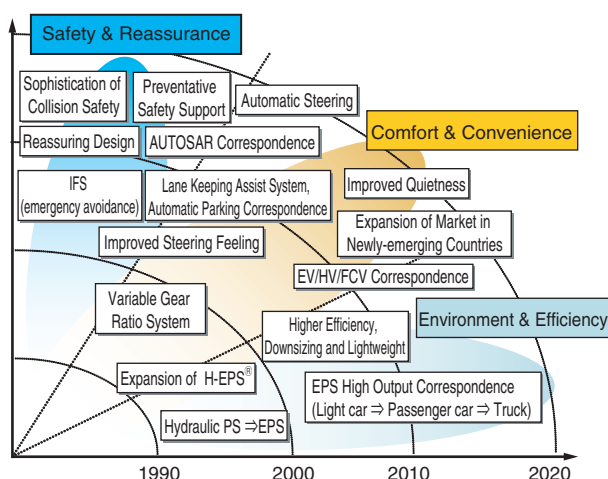 Safety & Reassurance
Sophistication of
Collision Safety
Preventative
Safety Support
Automatic Steering
Comfort & Convenience
Reassuring Design
AUTOSAR Correspondence
IFS
(emergency avoidance)
Lane Keeping Assist System,
Automatic Parking Correspondence
Improved Quietness
Expansion of Market in
Newly-emerging Countries
Improved Steering Feeling
EV/HV/FCV Correspondence
Variable Gear
Ratio System
Higher Efficiency,
Downsizing and Lightweight
Environment & Efficiency
Expansion of H-EPS®
EPS High Output Correspondence
(Light car ⇒ Passenger car ⇒ Truck)
Hydraulic PS ⇒EPS
1990 2000 2010 2020